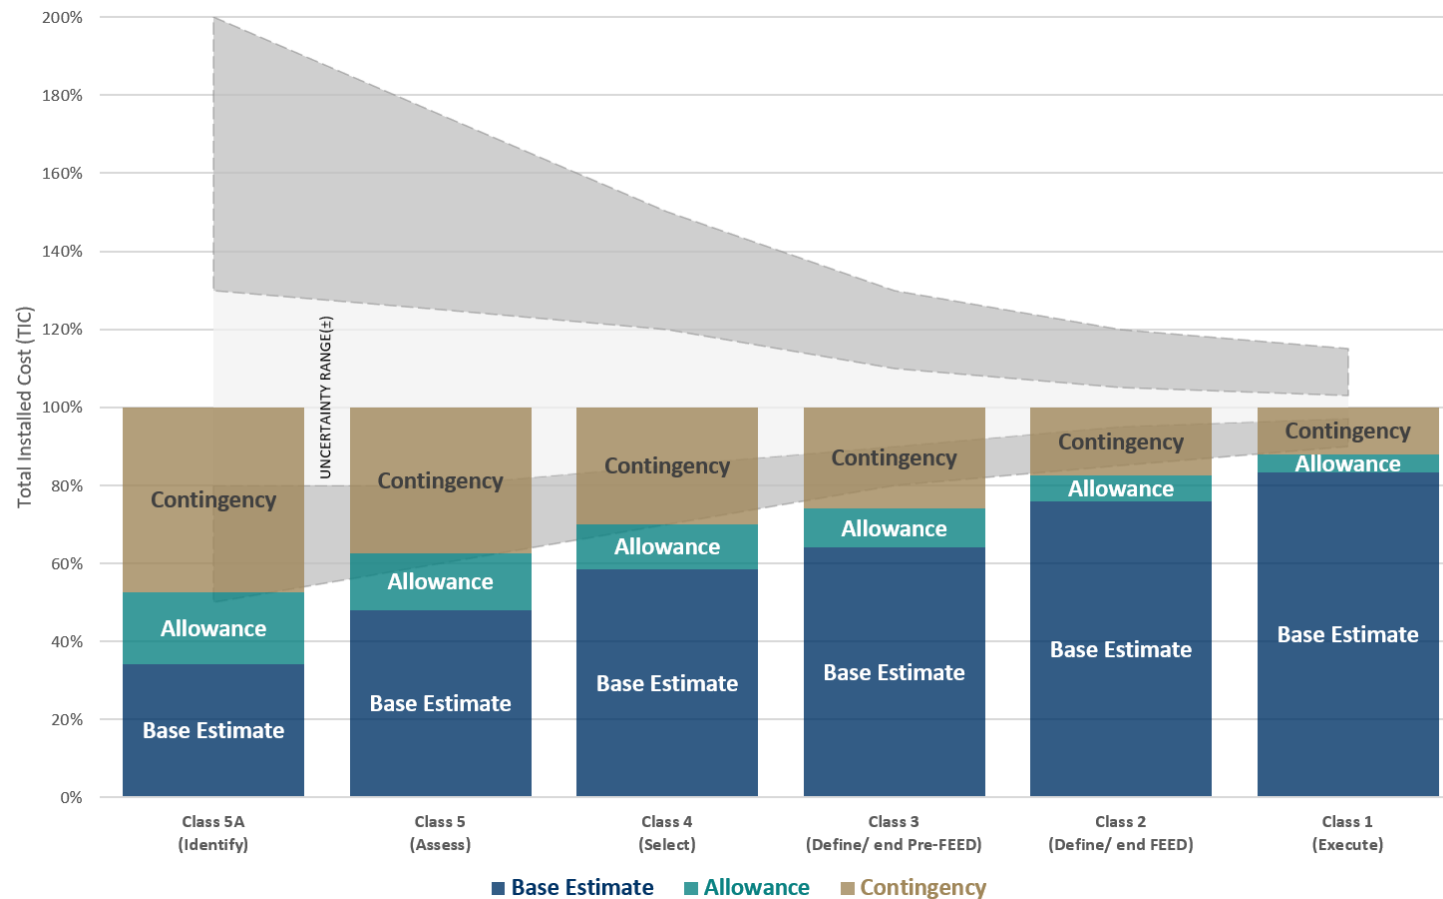 200%
180%
160%
140%
120%
100%
80%
60%
40%
20%
0%
Total Installed Cost (TIC)
UNCERTAINTY RANGE(±)
Contingency
Allowance
Base Estimate
Contingency
Allowance
Base Estimate
Contingency
Allowance
Base Estimate
Contingency
Allowance
Base Estimate
Contingency
Allowance
Base Estimate
Contingency
Allowance
Base Estimate
Class 5A
(Identify)
Class 5
(Assess)
Class 4
(Select)
Class 3
(Define/ end Pre-FEED)
Class 2
(Define/ end FEED)
Class 1
(Execute)
Base Estimate
Allowance
Contingency